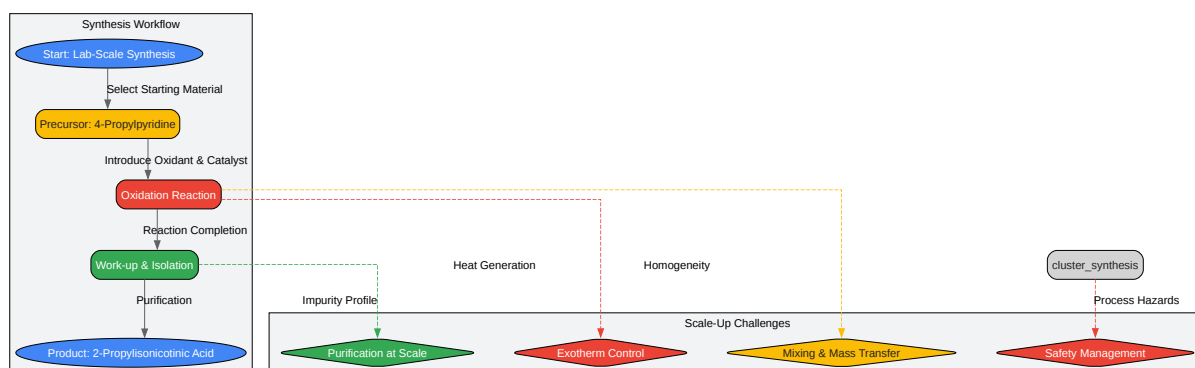 Synthesis Workflow
Start: Lab-Scale Synthesis
Select Starting Material
Precursor: 4-Propylpyridine
Introduce Oxidant & Catalyst
Oxidation Reaction
Reaction Completion
Work-up & Isolation
Purification
Product: 2-Propylisonicotinic Acid
Heat Generation
Homogeneity
cluster_synthesis
Impurity Profile
Process Hazards
Scale-Up Challenges
Purification at Scale
Exotherm Control
Mixing & Mass Transfer
Safety Management